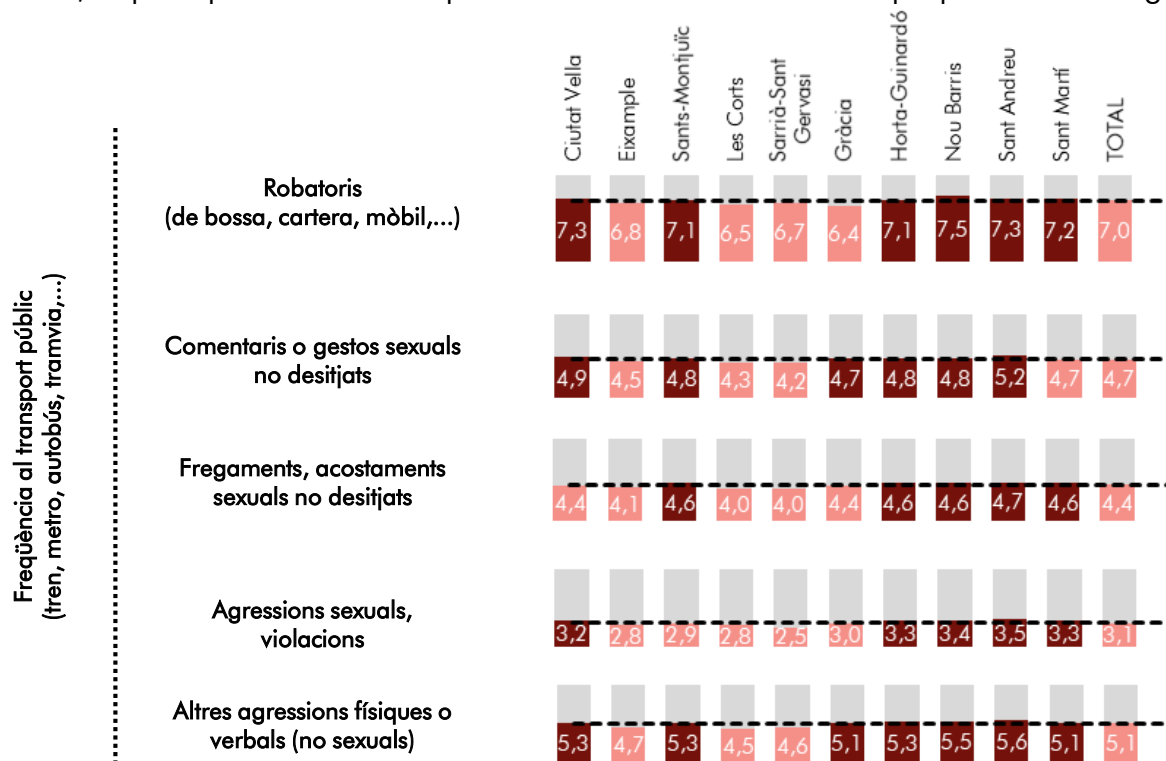 Ciutat Vella
Eixample
Sants-Montjuïc
Les Corts
Sarrià-Sant
Gervasi
Gràcia
Horta-Guinardó
Nou Barris
Sant Andreu
Sant Martí
TOTAL
Freqüència al transport públic
(tren, metro, autobús, tramvia,...)
Robatoris
(de bossa, cartera, mòbil,...)
7,3 6,8 7,1 6,5 6,7 6,4 7,1 7,5 7,3 7,2 7,0
Comentaris o gestos sexuals
no desitjats
4,9 4,5 4,8 4,3 4,2 4,7 4,8 4,8 5,2 4,7 4,7
Fregaments, acostaments
sexuals no desitjats
4,4 4,1 4,6 4,0 4,0 4,4 4,6 4,6 4,7 4,6 4,4
Agressions sexuals,
violacions
3,2 2,8 2,9 2,8 2,5 3,0 3,3 3,4 3,5 3,3 3,1
Altres agressions físiques o
verbals (no sexuals)
5,3 4,7 5,3 4,5 4,6 5,1 5,3 5,5 5,6 5,1 5,1